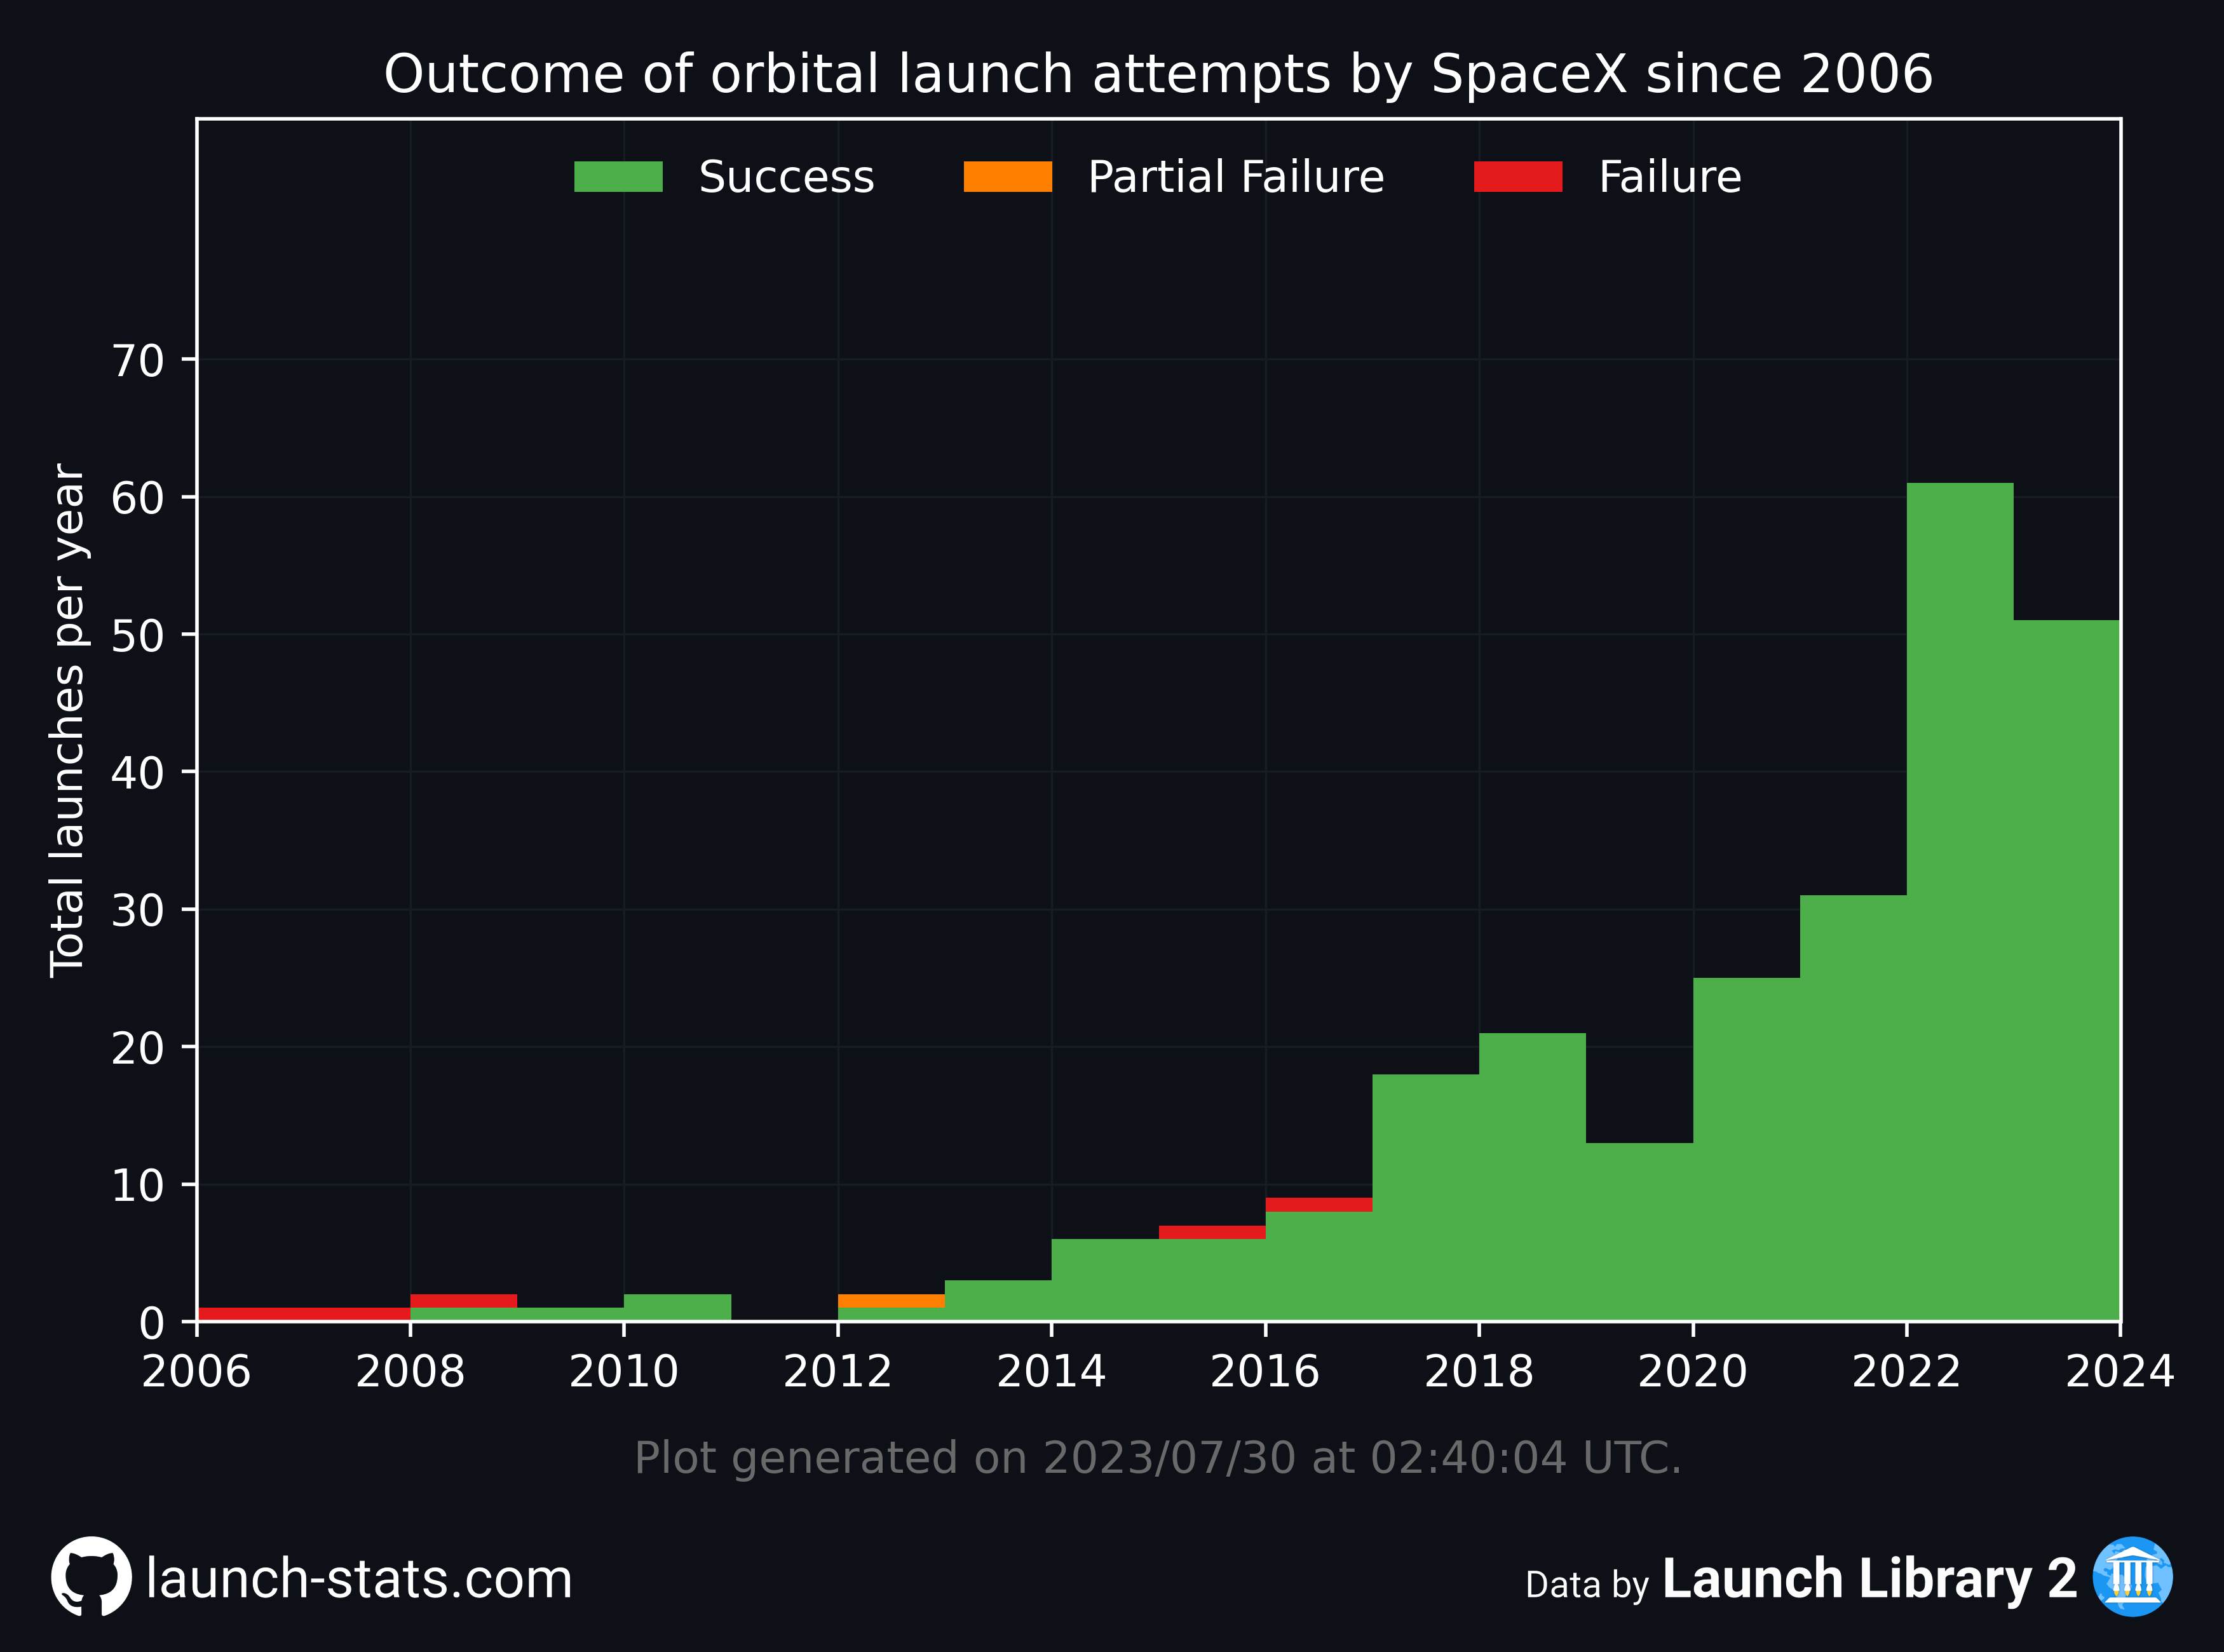 Outcome of orbital launch attempts by SpaceX since 2006
Success Partial Failure Failure
Total launches per year
70
60
50
40
30
20
10
0
2006 2008 2010 2012 2014 2016 2018 2020 2022 2024
Plot generated on 2023/07/30 at 02:40:04 UTC.
launch-stats.com
Data by Launch Library 2